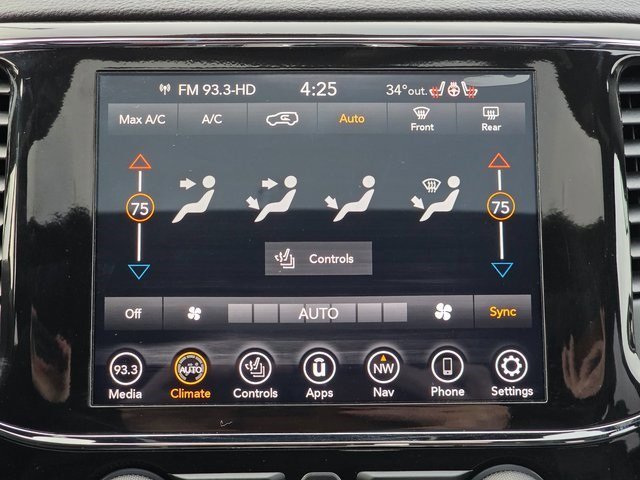 FM 93.3-HD 4:25 34° out.
Max A/C A/C Auto Front Rear
75 75
Controls
Off AUTO Sync
93.3 AUTO U NW
Media Climate Controls Apps Nav Phone Settings